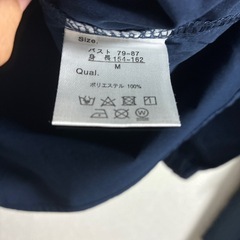 Size.
バスト 79-87
身 長 154-162
M
Qual.
ポリエステル 100%